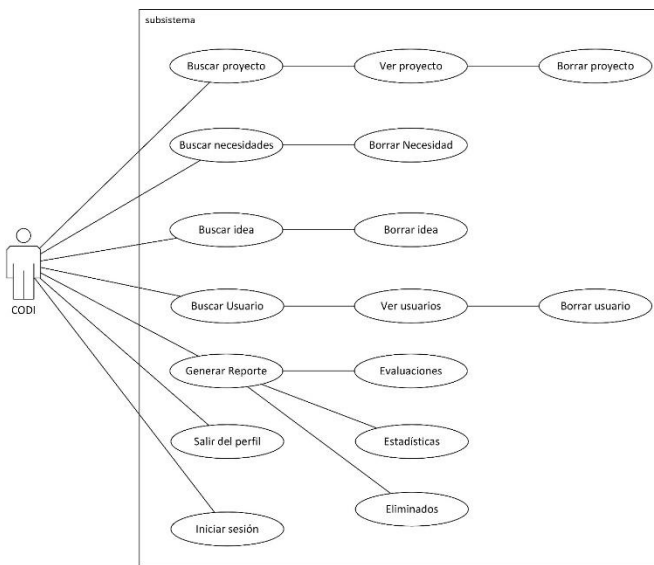 subsistema
Buscar proyecto
Ver proyecto
Borrar proyecto
Buscar necesidades
Borrar Necesidad
Buscar idea
Borrar idea
CODI
Buscar Usuario
Ver usuarios
Borrar usuario
Generar Reporte
Evaluaciones
Salir del perfil
Estadísticas
Eliminados
Iniciar sesión